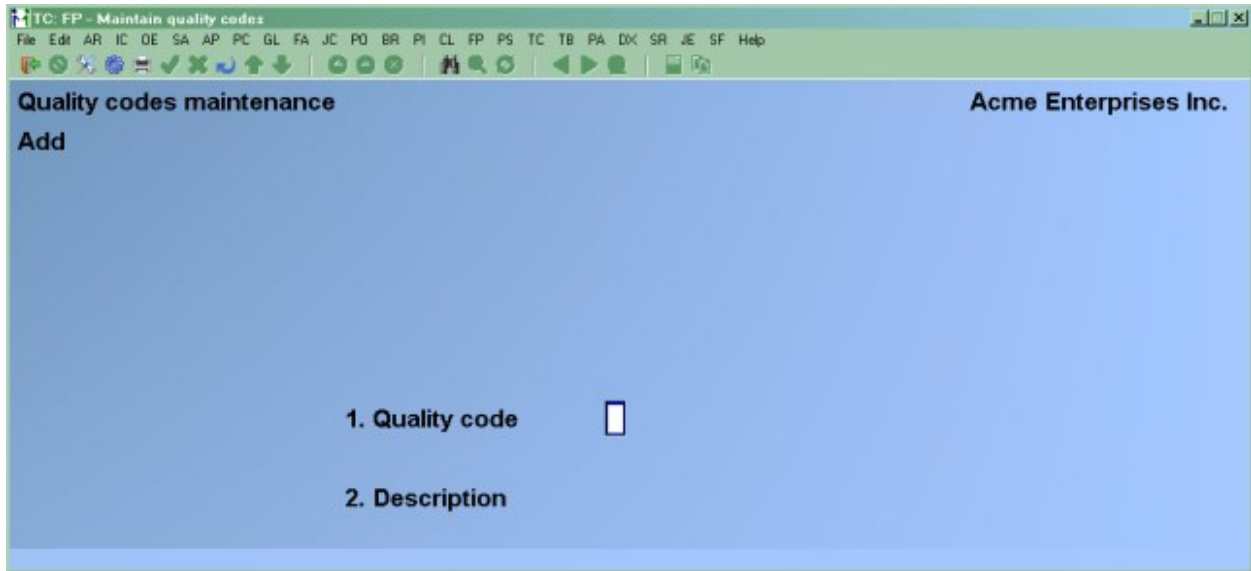 TC: FP - Maintain quality codes
File Edit AR IC OE SA AP PC GL FA JC PO BR PI CL FP PS TC TB PA DX SR JE SF Help
Quality codes maintenance
Acme Enterprises Inc.
Add
1. Quality code
2. Description